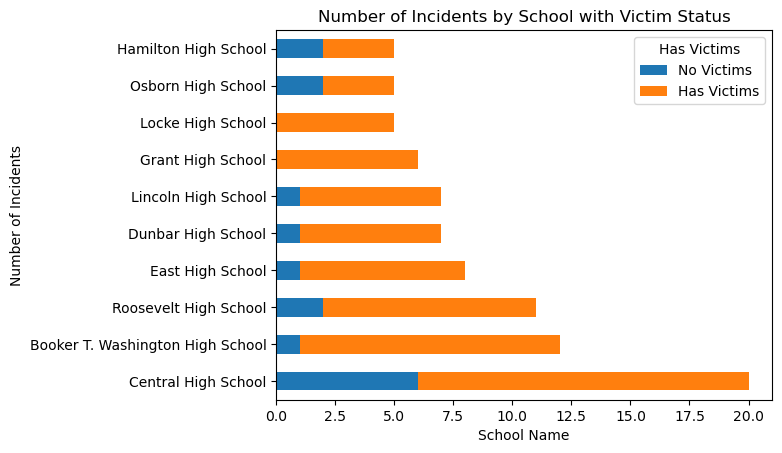 Number of Incidents by School with Victim Status
Number of Incidents
Hamilton High School
Osborn High School
Locke High School
Grant High School
Lincoln High School
Dunbar High School
East High School
Roosevelt High School
Booker T. Washington High School
Central High School
Has Victims
No Victims
Has Victims
0.0 2.5 5.0 7.5 10.0 12.5 15.0 17.5 20.0
School Name